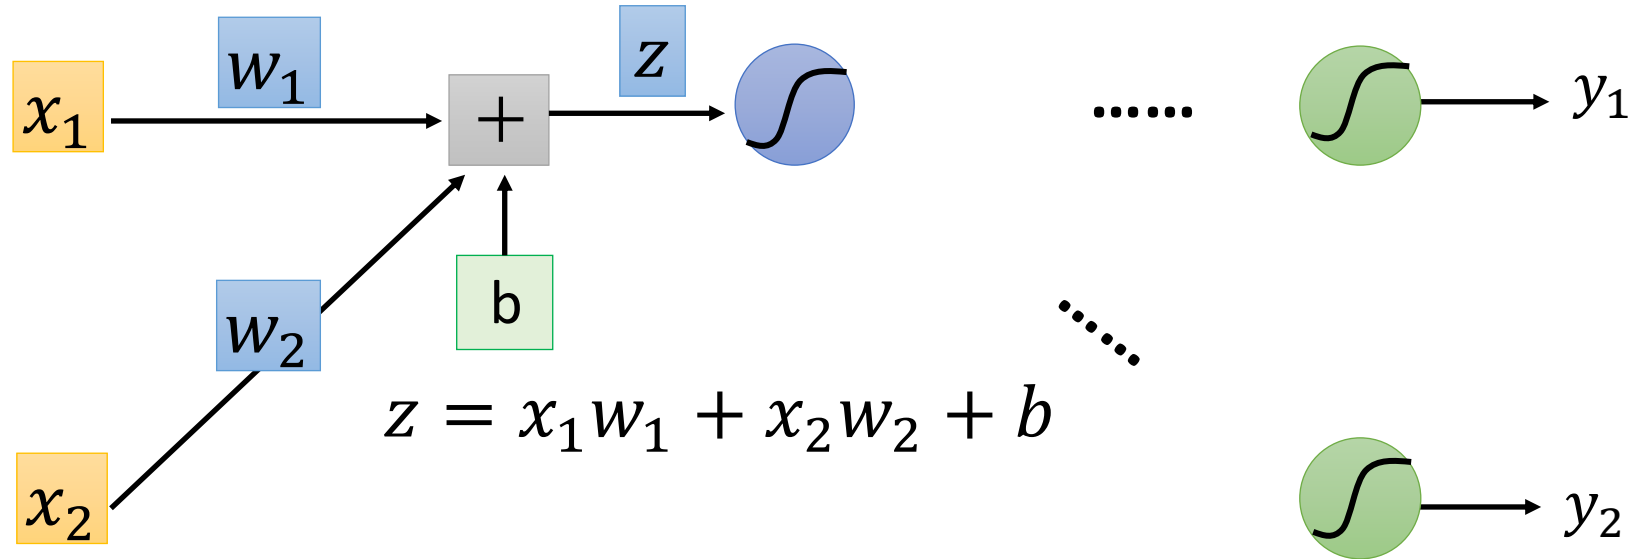 x₁
w₁
+
z
y₁
w₂
b
z = x₁w₁ + x₂w₂ + b
x₂
y₂